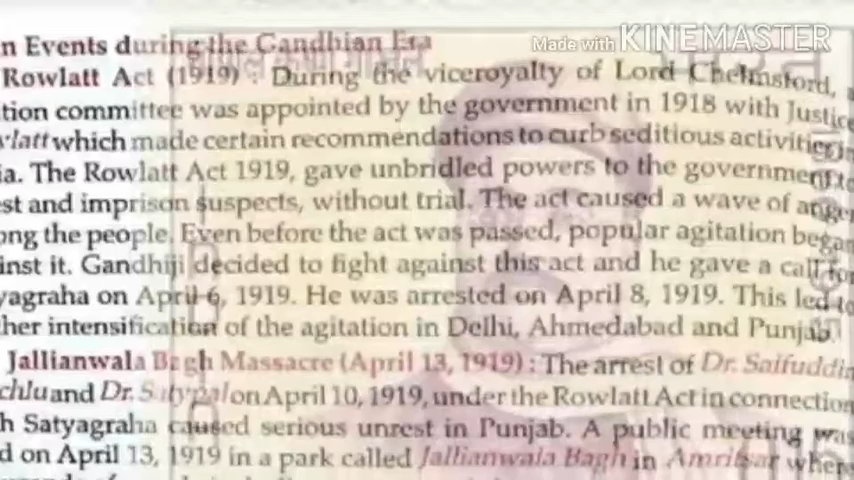 Made with KINEMASTER
n Events during the Gandhian Era
Rowlatt Act (1919) : During the viceroyalty of Lord Chelmsford, a
tion committee was appointed by the government in 1918 with Justice
wlatt which made certain recommendations to curb seditious activities in
ia. The Rowlatt Act 1919, gave unbridled powers to the government to
est and imprison suspects, without trial. The act caused a wave of anger
ong the people. Even before the act was passed, popular agitation began
inst it. Gandhiji decided to fight against this act and he gave a call for
yagraha on April 6, 1919. He was arrested on April 8, 1919. This led to
her intensification of the agitation in Delhi, Ahmedabad and Punjab.
Jallianwala Bagh Massacre (April 13, 1919) : The arrest of Dr. Saifuddin
chlu and Dr. Satypal on April 10, 1919, under the Rowlatt Act in connection
h Satyagraha caused serious unrest in Punjab. A public meeting was
d on April 13, 1919 in a park called Jallianwala Bagh in Amritsar where